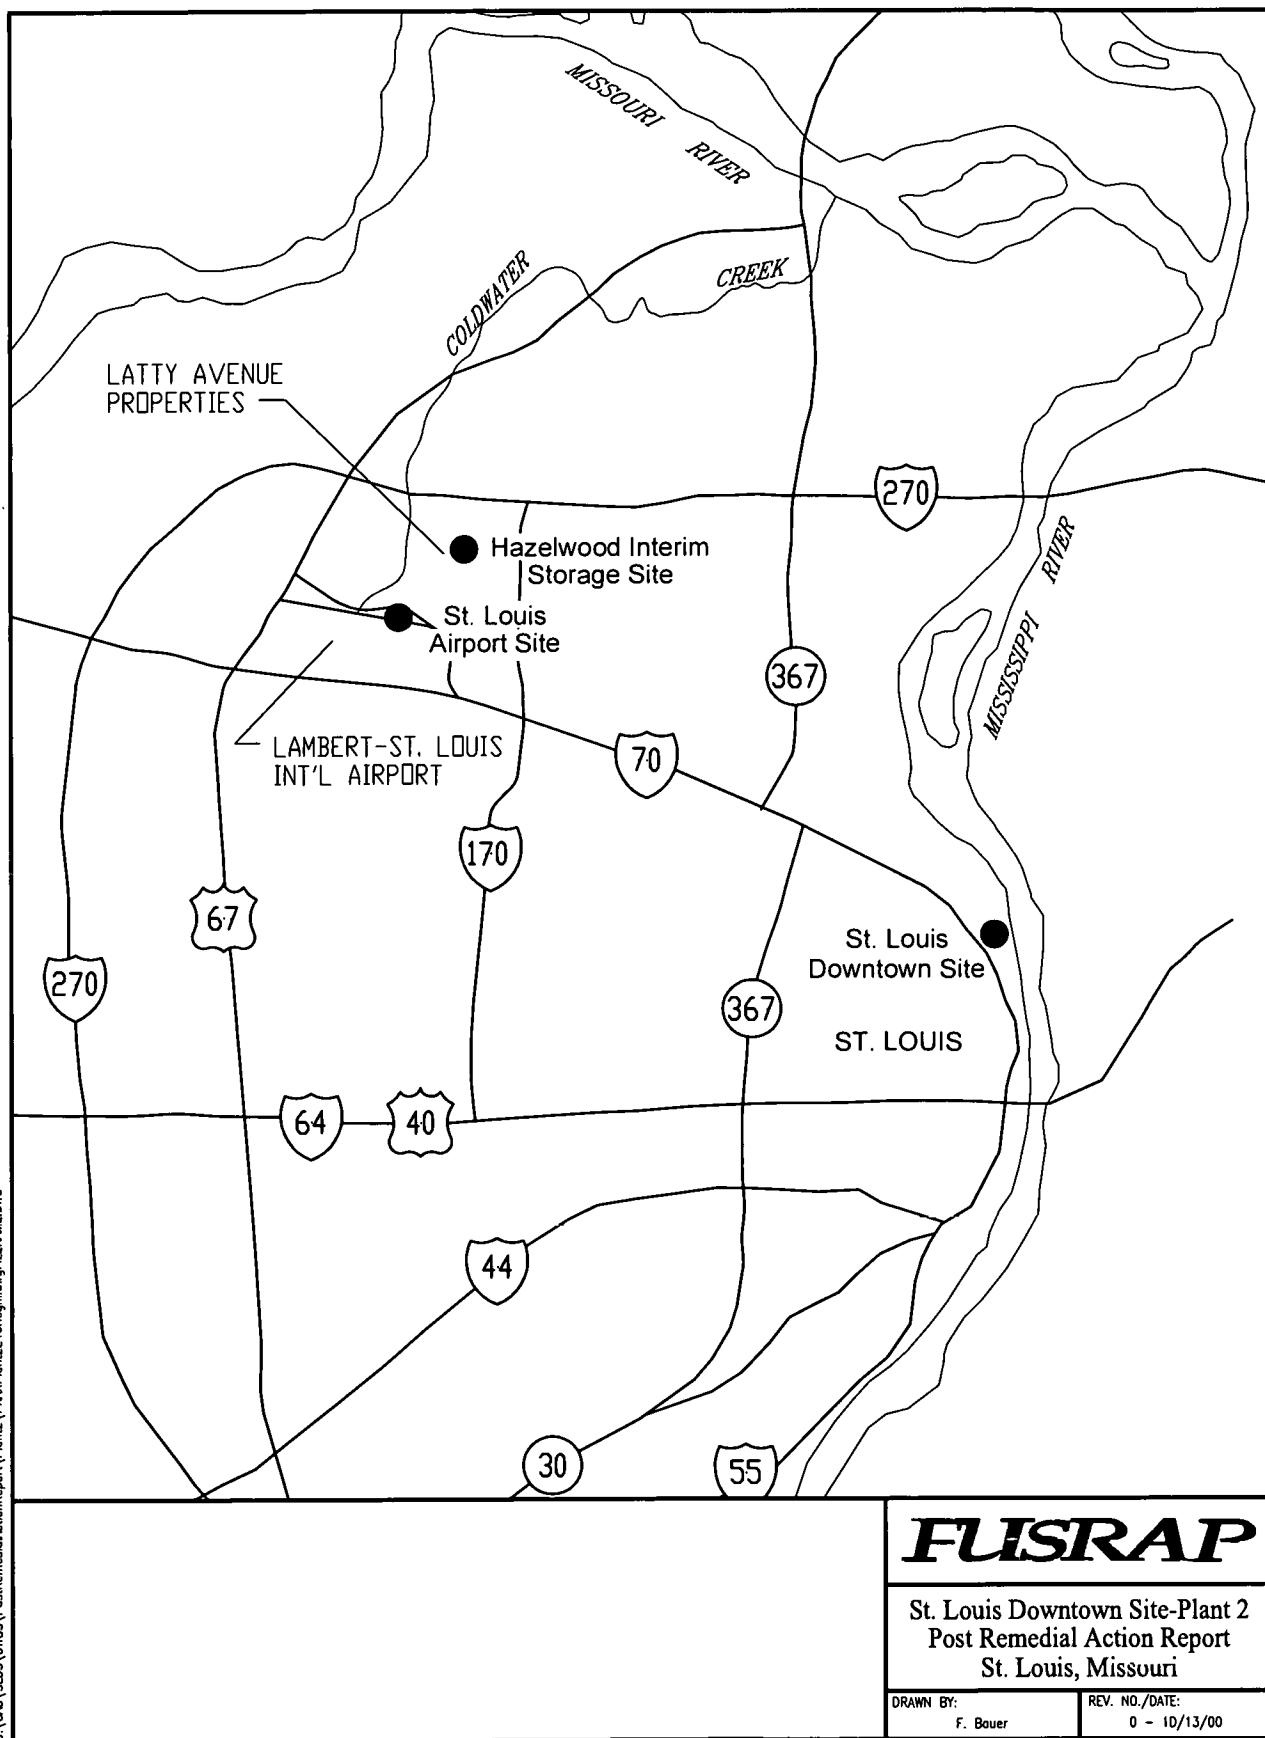 MISSOURI RIVER
COLDWATER
CREEK
LATTY AVENUE
PROPERTIES
270
Hazelwood Interim
Storage Site
MISSISSIPPI RIVER
St. Louis
Airport Site
367
LAMBERT-ST. LOUIS
INT'L AIRPORT
70
170
67
St. Louis
Downtown Site
270
367
ST. LOUIS
64
40
44
30
55
FUSRAP
St. Louis Downtown Site-Plant 2
Post Remedial Action Report
St. Louis, Missouri
DRAWN BY:
F. Bauer
REV. NO./DATE:
0 - 10/13/00